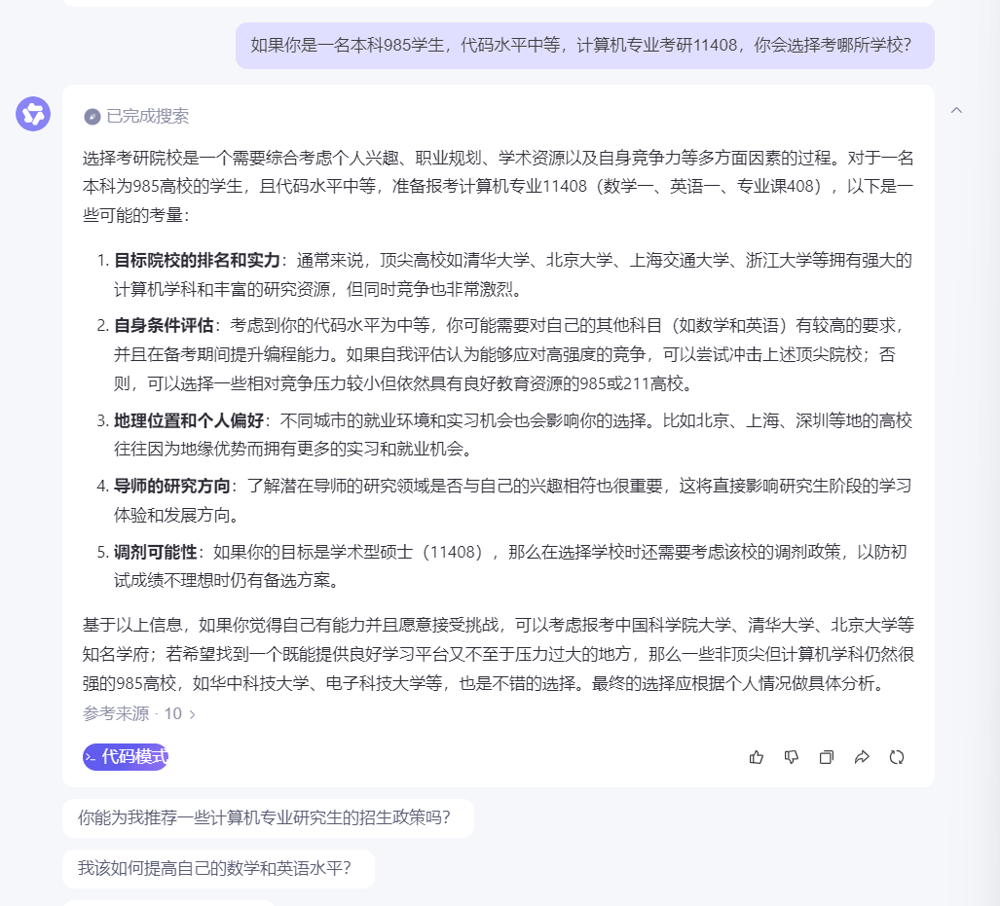 如果你是一名本科985学生，代码水平中等，计算机专业考研11408，你会选择考哪所学校？
已完成搜索
选择考研院校是一个需要综合考虑个人兴趣、职业规划、学术资源以及自身竞争力等多方面因素的过程。对于一名
本科为985高校的学生，且代码水平中等，准备报考计算机专业11408（数学一、英语一、专业课408），以下是一
些可能的考量：
1. 目标院校的排名和实力：通常来说，顶尖高校如清华大学、北京大学、上海交通大学、浙江大学等拥有强大的
计算机学科和丰富的研究资源，但同时竞争也非常激烈。
2. 自身条件评估：考虑到你的代码水平为中等，你可能需要对自己的其他科目（如数学和英语）有较高的要求，
并且在备考期间提升编程能力。如果自我评估认为能够应对高强度的竞争，可以尝试冲击上述顶尖院校；否
则，可以选择一些相对竞争压力较小但依然具有良好教育资源的985或211高校。
3. 地理位置和个人偏好：不同城市的就业环境和实习机会也会影响你的选择。比如北京、上海、深圳等地的高校
往往因为地缘优势而拥有更多的实习和就业机会。
4. 导师的研究方向：了解潜在导师的研究领域是否与自己的兴趣相符也很重要，这将直接影响研究生阶段的学习
体验和发展方向。
5. 调剂可能性：如果你的目标是学术型硕士（11408），那么在选择学校时还需要考虑该校的调剂政策，以防初
试成绩不理想时仍有备选方案。
基于以上信息，如果你觉得自己有能力并且愿意接受挑战，可以考虑报考中国科学院大学、清华大学、北京大学等
知名学府；若希望找到一个既能提供良好学习平台又不至于压力过大的地方，那么一些非顶尖但计算机学科仍然很
强的985高校，如华中科技大学、电子科技大学等，也是不错的选择。最终的选择应根据个人情况做具体分析。
参考来源 · 10 >
代码模式
你能为我推荐一些计算机专业研究生的招生政策吗？
我该如何提高自己的数学和英语水平？